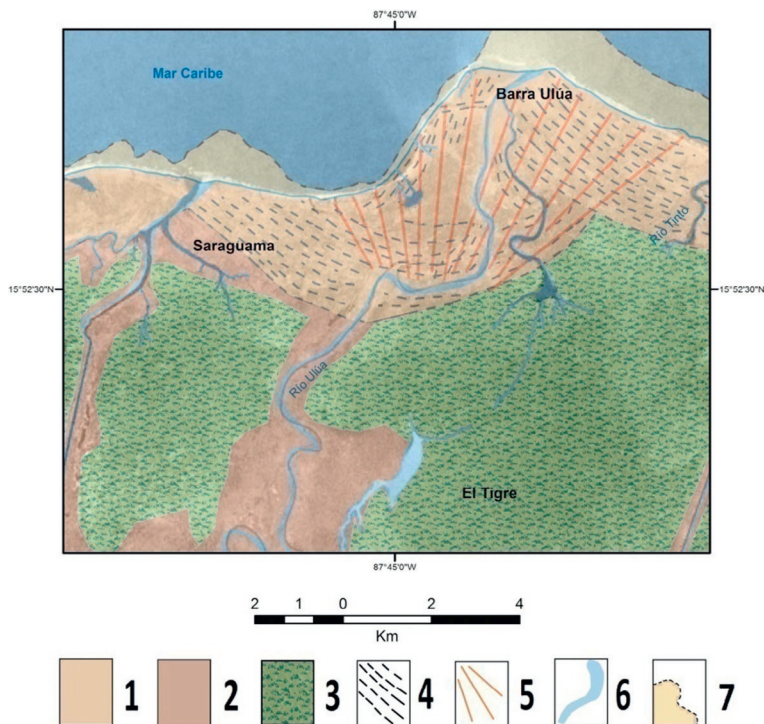 87°45'0"W
Mar Caribe
Barra Ulúa
Río Tinto
Saraguama
15°52'30"N
15°52'30"N
Río Ulúa
El Tigre
87°45'0"W
2 1 0 2 4
Km
1 2 3 4 5 6 7